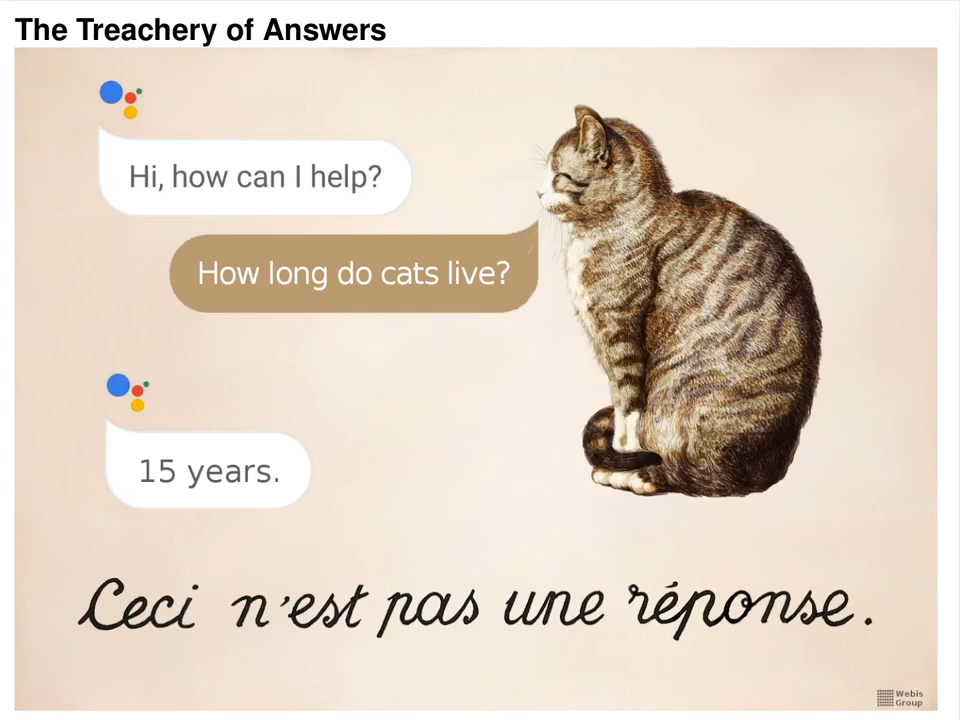 The Treachery of Answers
Hi, how can I help?
How long do cats live?
15 years.
Ceci n'est pas une réponse.
Webis
Group